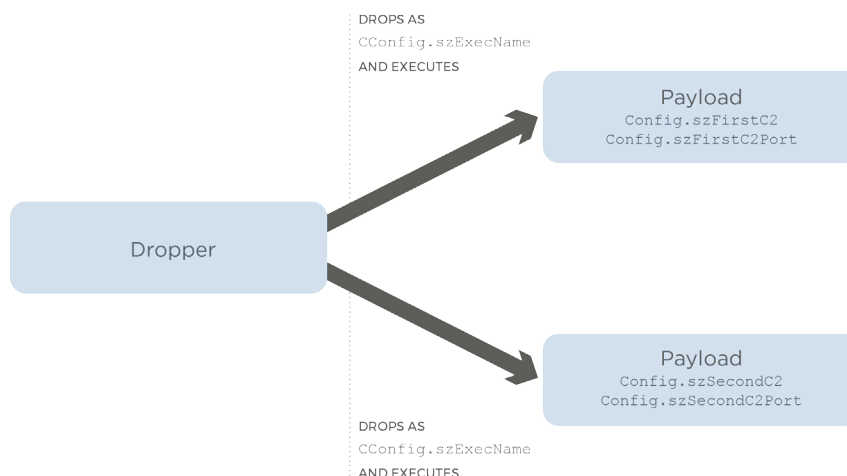 DROPS AS
CConfig.szExecName
AND EXECUTES
Payload
Config.szFirstC2
Config.szFirstC2Port
Dropper
Payload
Config.szSecondC2
Config.szSecondC2Port
DROPS AS
CConfig.szExecName
AND EXECUTES